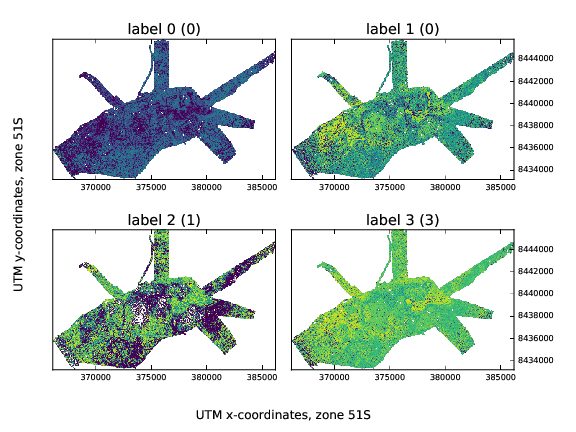 label 0 (0)
label 1 (0)
8444000
8442000
8440000
8438000
8436000
8434000
370000 375000 380000 385000
370000 375000 380000 385000
UTM y-coordinates, zone 51S
label 2 (1)
label 3 (3)
8444000
8442000
8440000
8438000
8436000
8434000
370000 375000 380000 385000
370000 375000 380000 385000
UTM x-coordinates, zone 51S